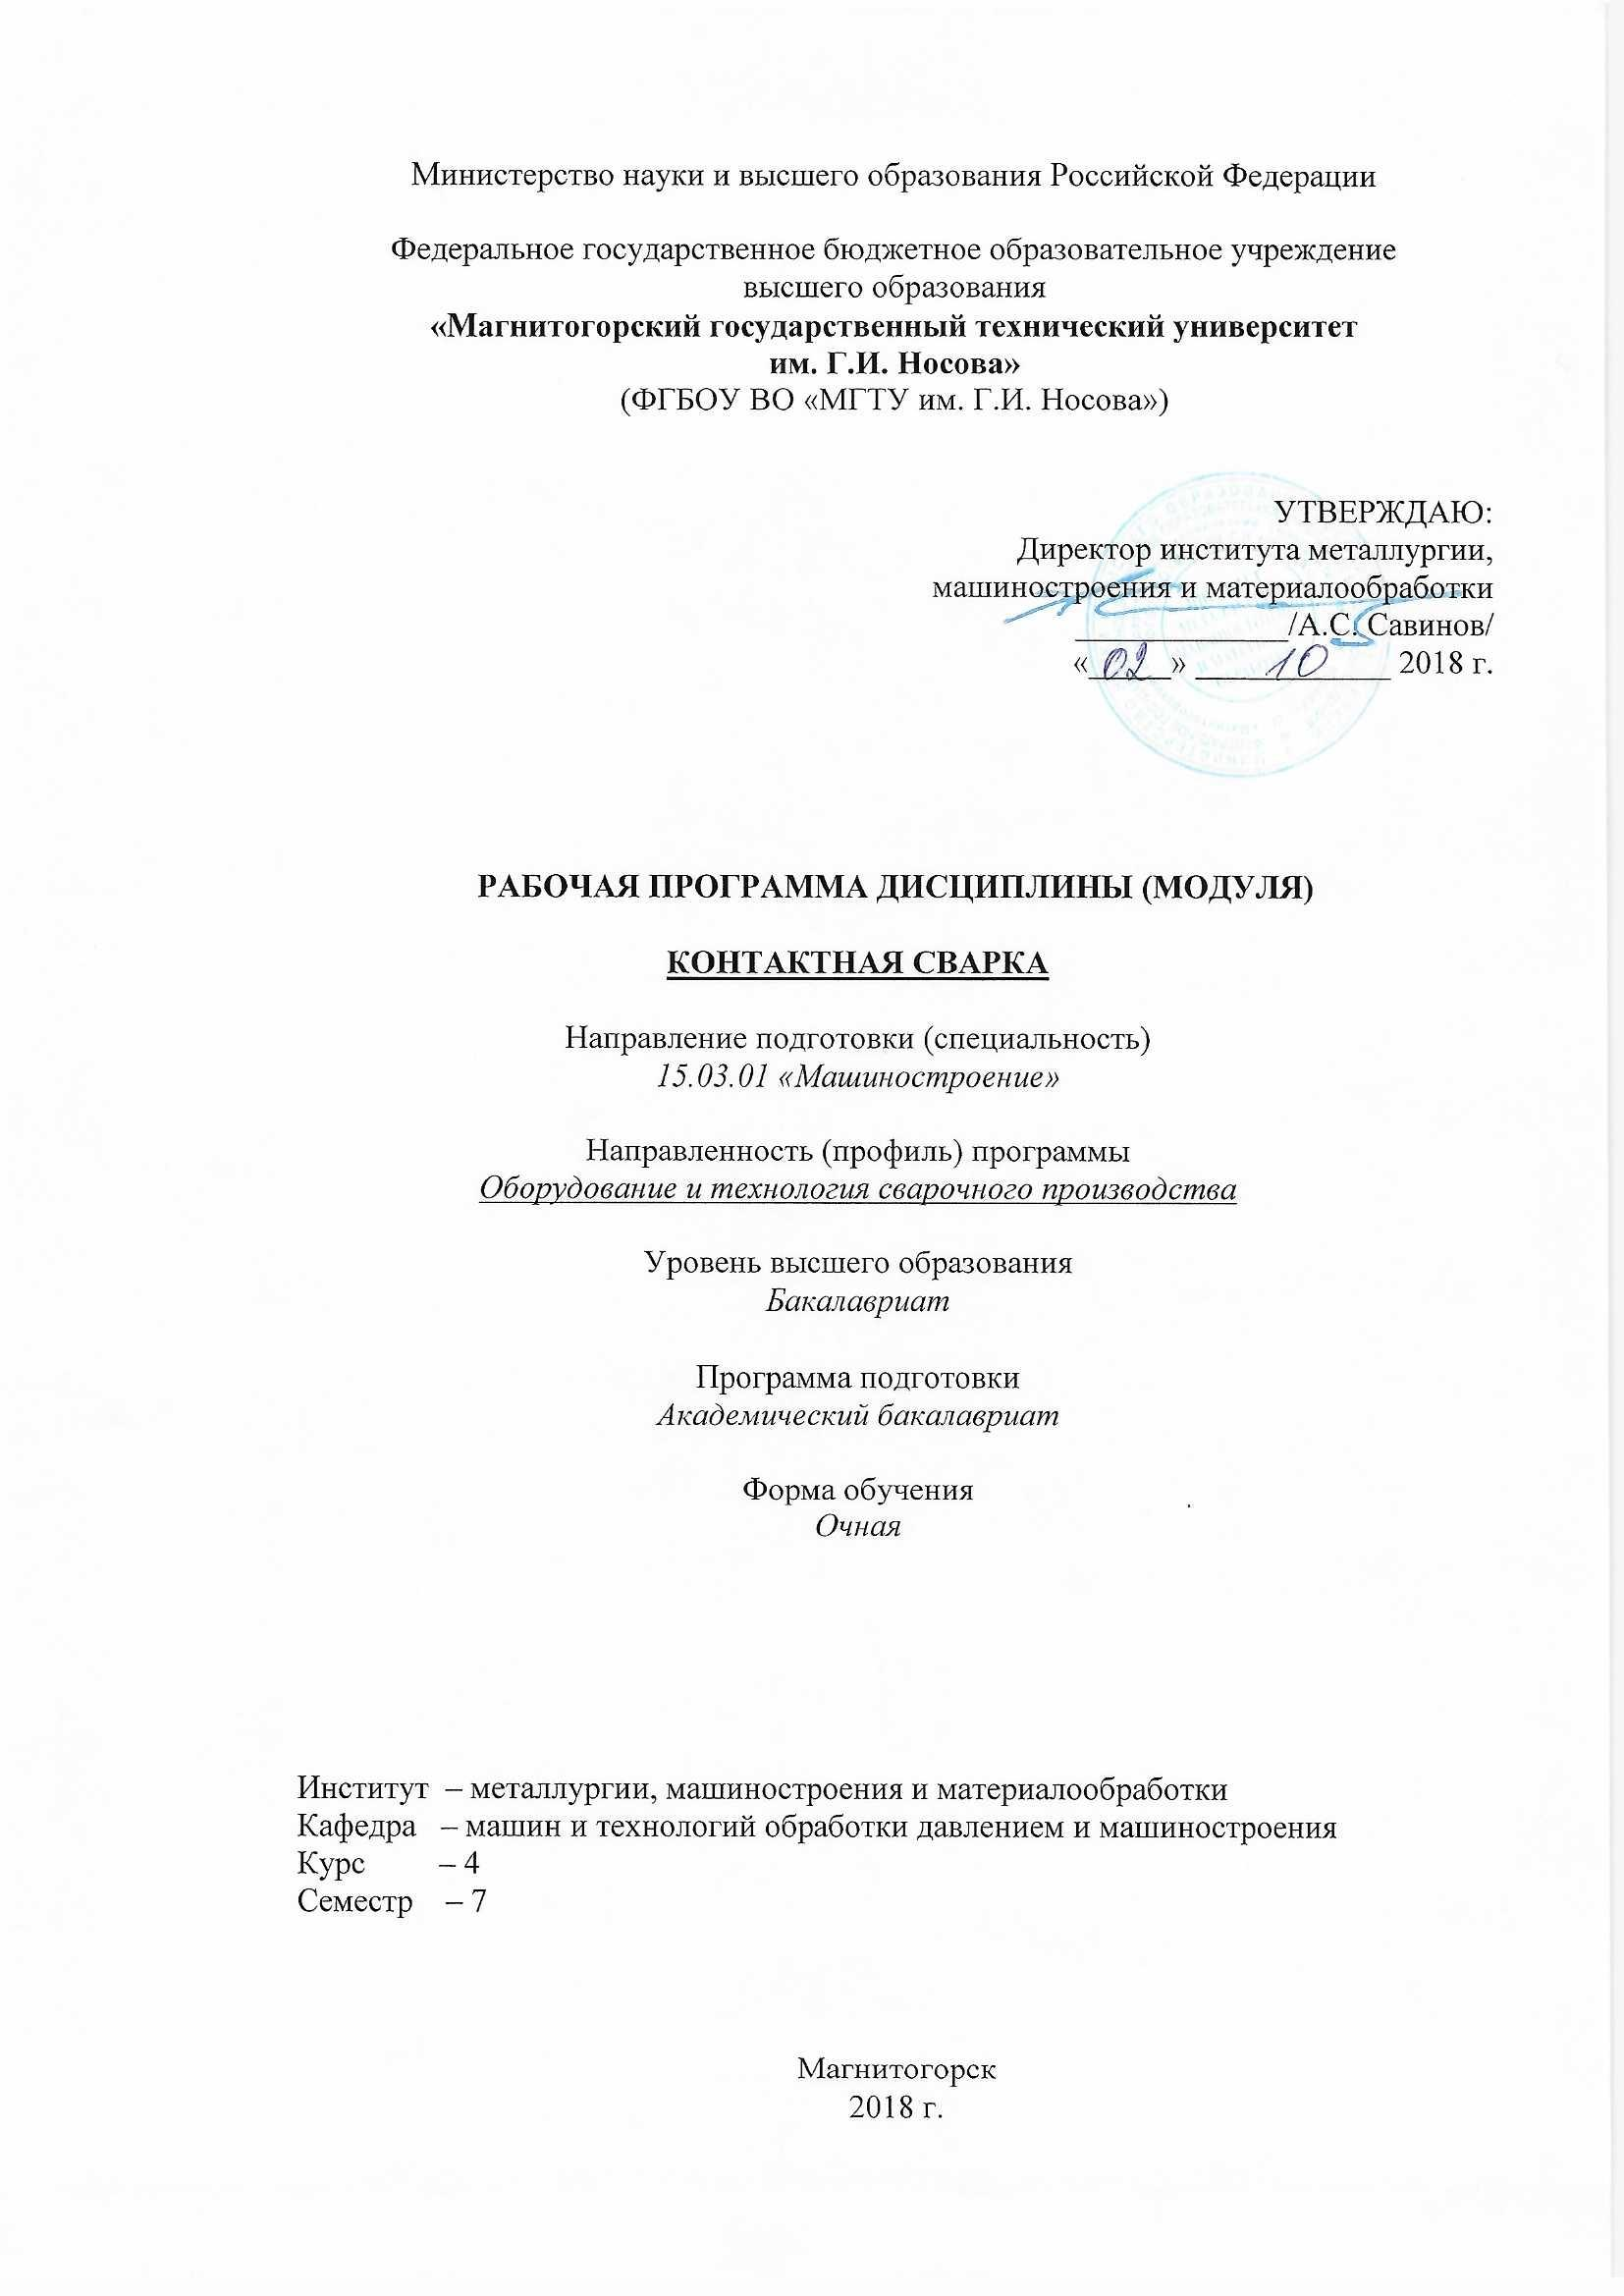 Министерство науки и высшего образования Российской Федерации
Федеральное государственное бюджетное образовательное учреждение
высшего образования
«Магнитогорский государственный технический университет
им. Г.И. Носова»
(ФГБОУ ВО «МГТУ им. Г.И. Носова»)
УТВЕРЖДАЮ:
Директор института металлургии,
машиностроения и материалообработки
_____________/А.С. Савинов/
«_02_» ____10____ 2018 г.
РАБОЧАЯ ПРОГРАММА ДИСЦИПЛИНЫ (МОДУЛЯ)
КОНТАКТНАЯ СВАРКА
Направление подготовки (специальность)
15.03.01 «Машиностроение»
Направленность (профиль) программы
Оборудование и технология сварочного производства
Уровень высшего образования
Бакалавриат
Программа подготовки
Академический бакалавриат
Форма обучения
Очная
Институт – металлургии, машиностроения и материалообработки
Кафедра – машин и технологий обработки давлением и машиностроения
Курс – 4
Семестр – 7
Магнитогорск
2018 г.